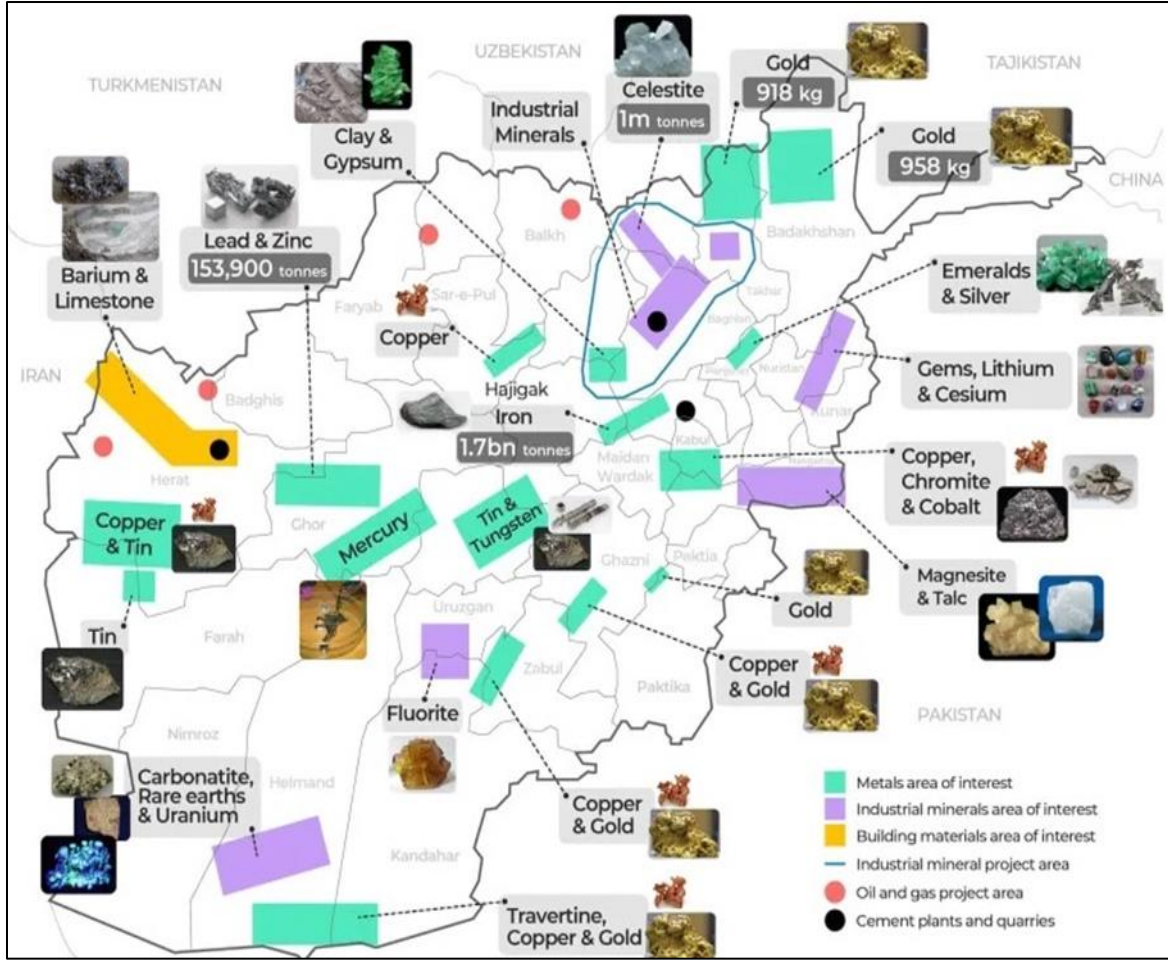 UZBEKISTAN
TURKMENISTAN
TAJIKISTAN
CHINA
IRAN
PAKISTAN
Gold
918 kg
Gold
958 kg
Celestite
1m tonnes
Industrial
Minerals
Clay &
Gypsum
Barium &
Limestone
Lead & Zinc
153,900 tonnes
Balkh
Badakhshan
Faryab
Sar-e-Pul
Takhar
Baghlan
Emeralds
& Silver
Copper
Badghis
Hajigak
Iron
1.7bn tonnes
Nuristan
Kunar
Gems, Lithium
& Cesium
Kabul
Maidan
Wardak
Herat
Ghor
Copper,
Chromite
& Cobalt
Copper
& Tin
Mercury
Tin &
Tungsten
Ghazni
Paktia
Magnesite
& Talc
Gold
Tin
Farah
Uruzgan
Zabul
Paktika
Copper
& Gold
Fluorite
Nimroz
Helmand
Kandahar
Carbonatite,
Rare earths
& Uranium
Copper
& Gold
Travertine,
Copper & Gold
Metals area of interest
Industrial minerals area of interest
Building materials area of interest
Industrial mineral project area
Oil and gas project area
Cement plants and quarries